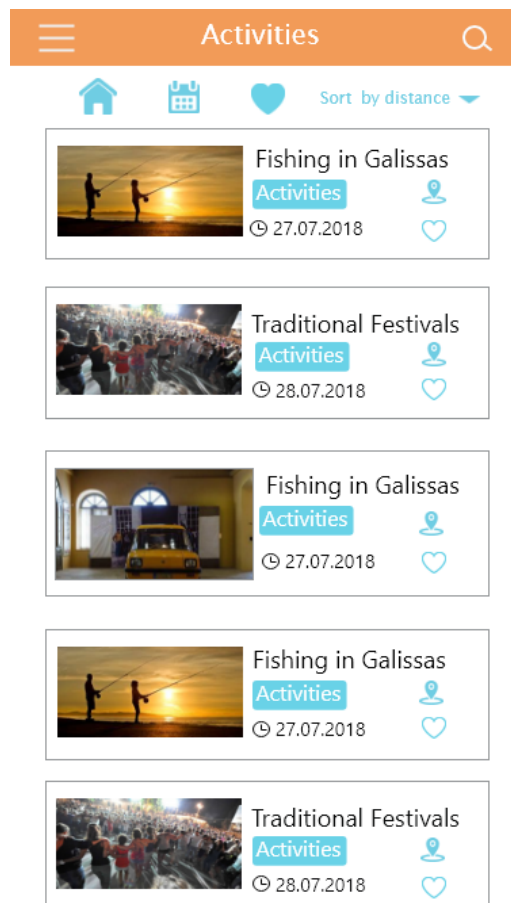 Activities
Sort by distance
Fishing in Galissas
Activities
27.07.2018
Traditional Festivals
Activities
28.07.2018
Fishing in Galissas
Activities
27.07.2018
Fishing in Galissas
Activities
27.07.2018
Traditional Festivals
Activities
28.07.2018